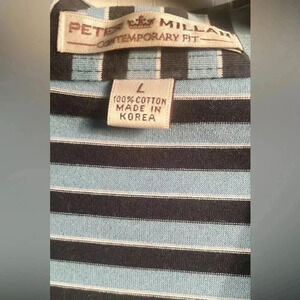 PETER MILLAR
CONTEMPORARY FIT
L
100% COTTON
MADE IN
KOREA